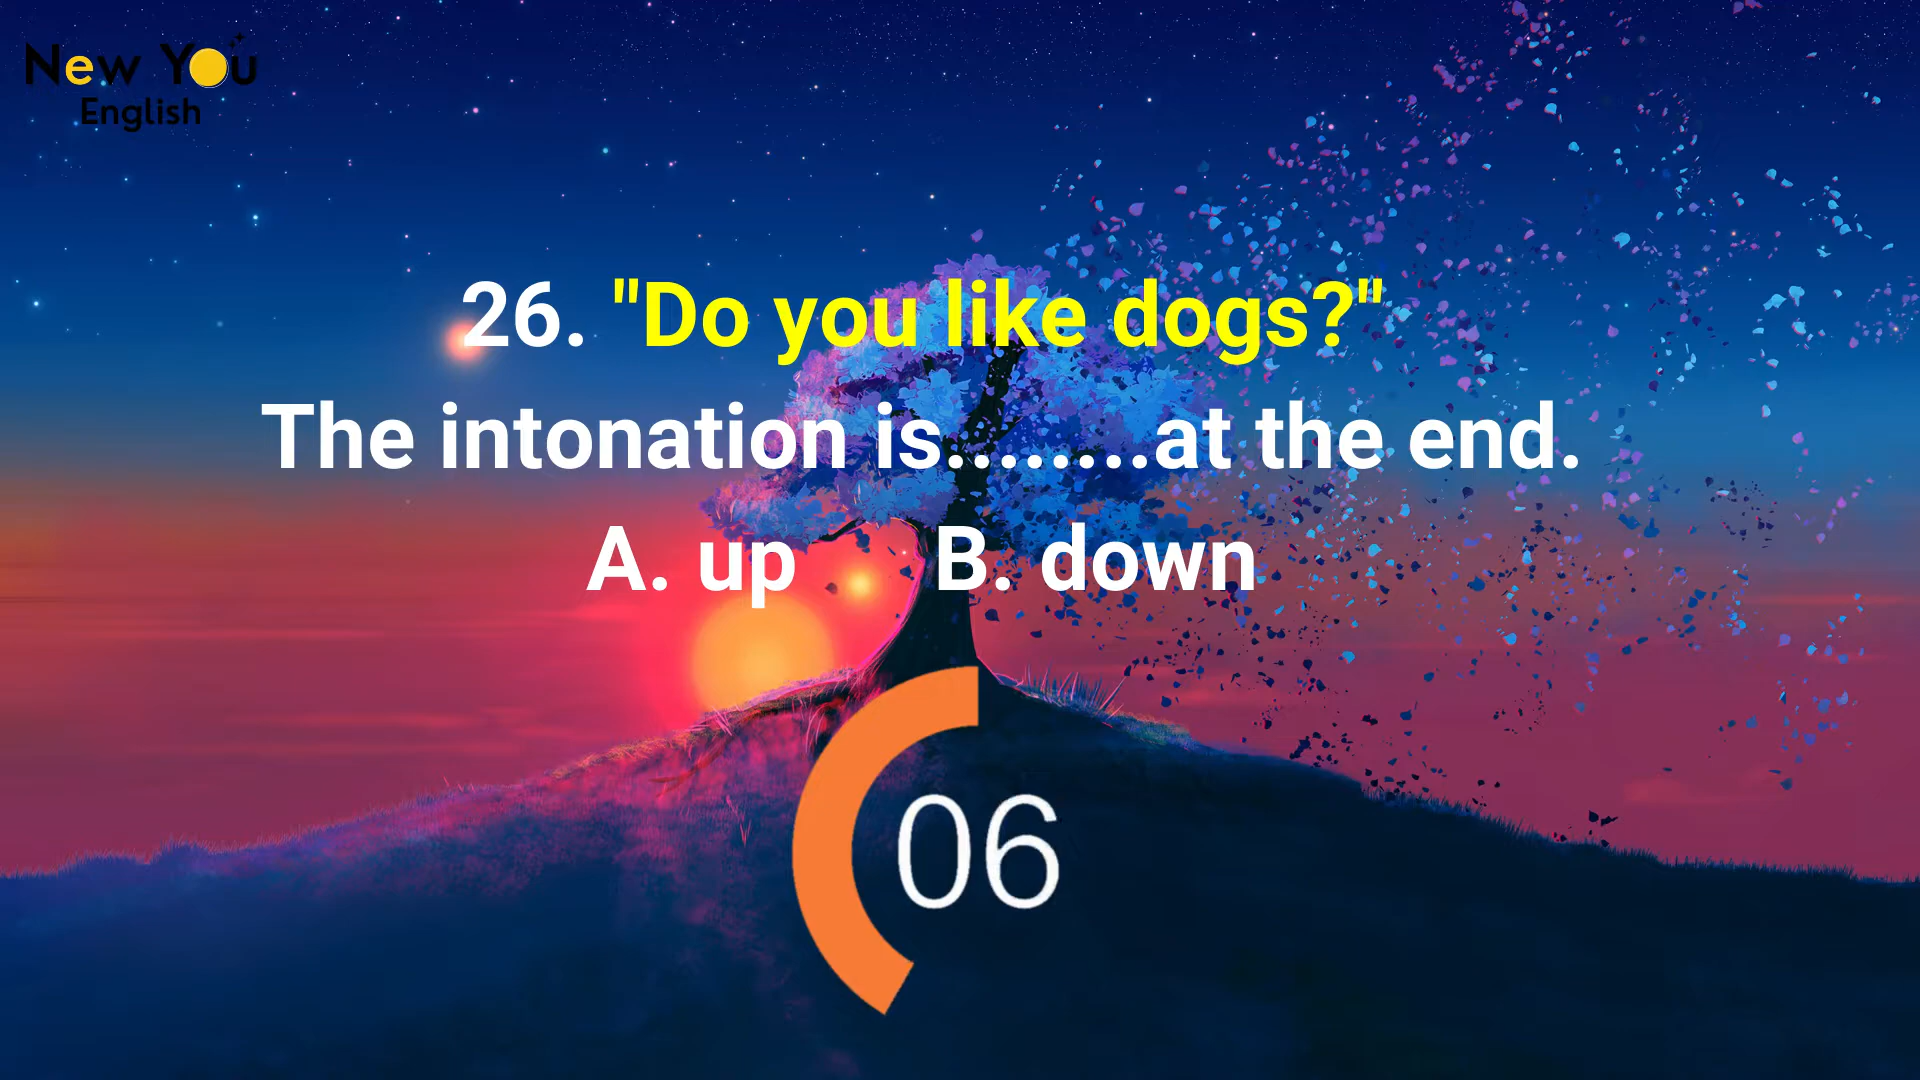 New You
English
26. "Do you like dogs?"
The intonation is........at the end.
A. up B. down
06